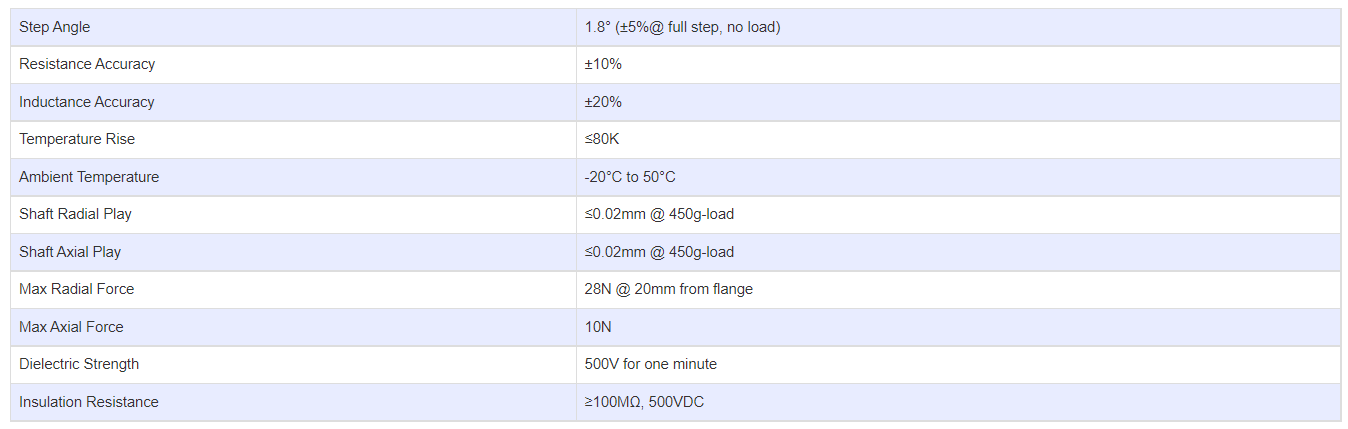 Step Angle 1.8° (±5%@ full step, no load)
Resistance Accuracy ±10%
Inductance Accuracy ±20%
Temperature Rise ≤80K
Ambient Temperature -20°C to 50°C
Shaft Radial Play ≤0.02mm @ 450g-load
Shaft Axial Play ≤0.02mm @ 450g-load
Max Radial Force 28N @ 20mm from flange
Max Axial Force 10N
Dielectric Strength 500V for one minute
Insulation Resistance ≥100MΩ, 500VDC